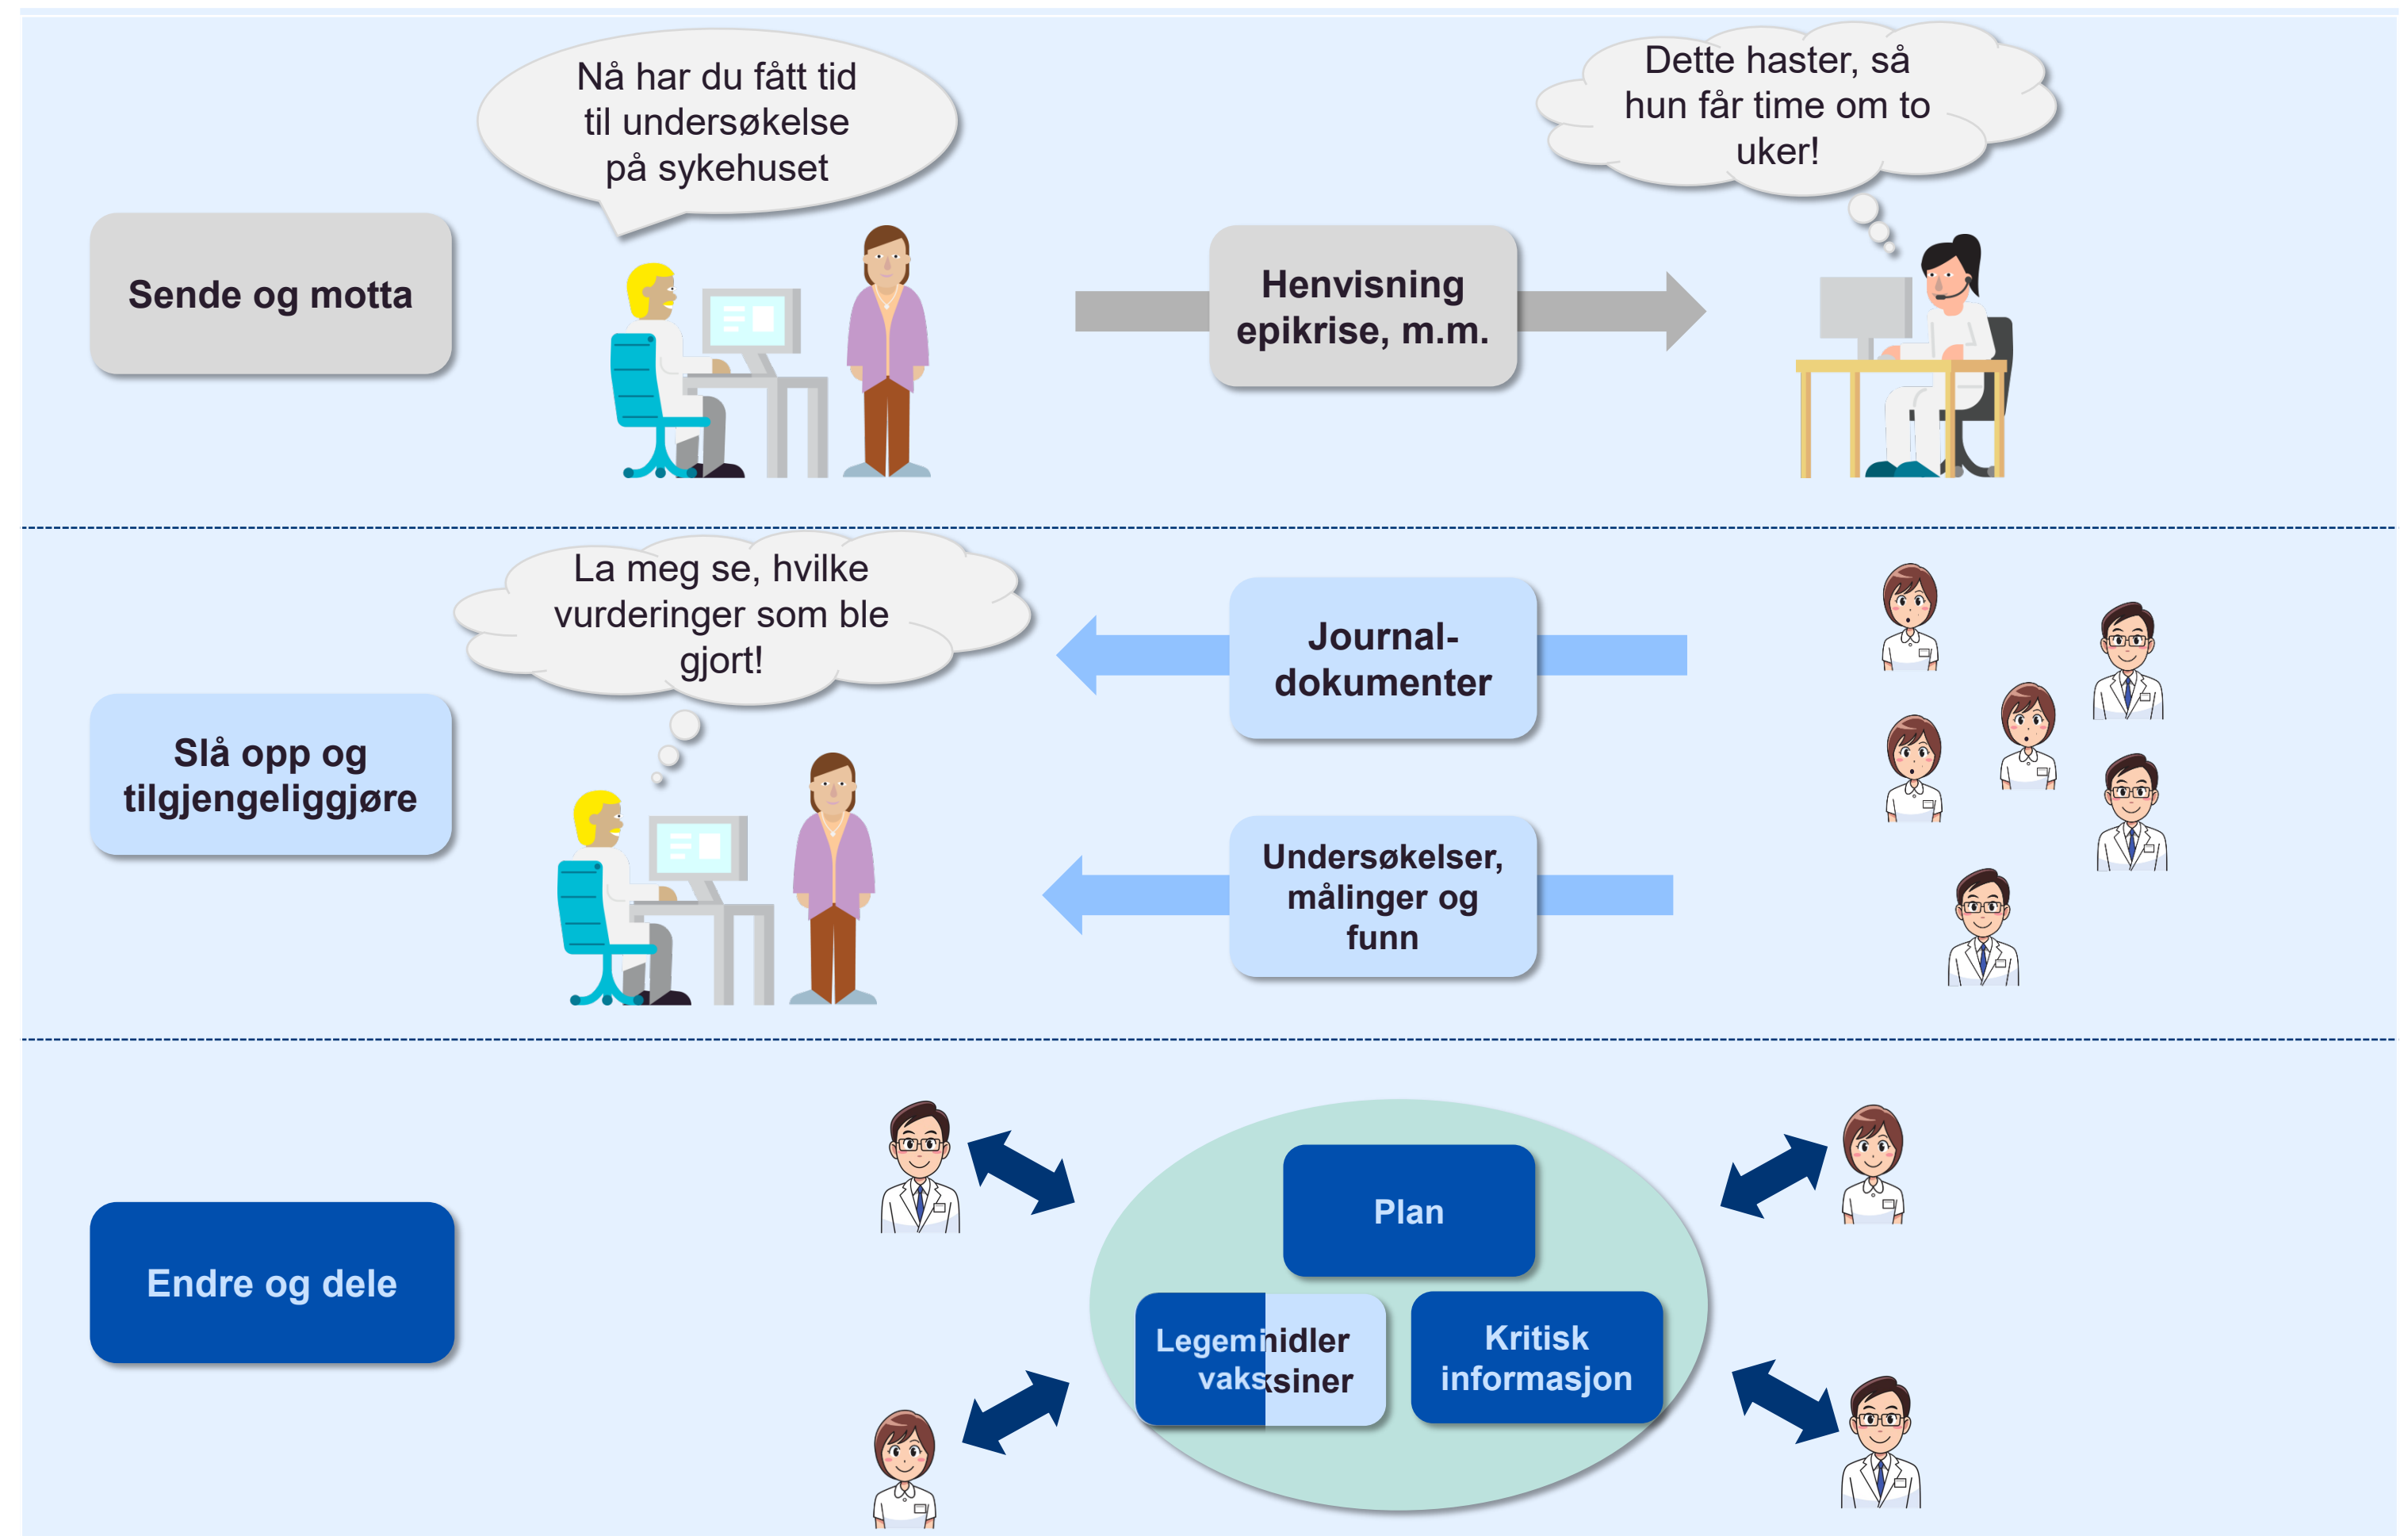 Nå har du fått tid
til undersøkelse
på sykehuset
Dette haster, så
hun får time om to
uker!
Sende og motta
Henvisning
epikrise, m.m.
La meg se, hvilke
vurderinger som ble
gjort!
Journal-
dokumenter
Slå opp og
tilgjengeliggjøre
Undersøkelser,
målinger og
funn
Plan
Endre og dele
Legemidler
vaksiner
Kritisk
informasjon